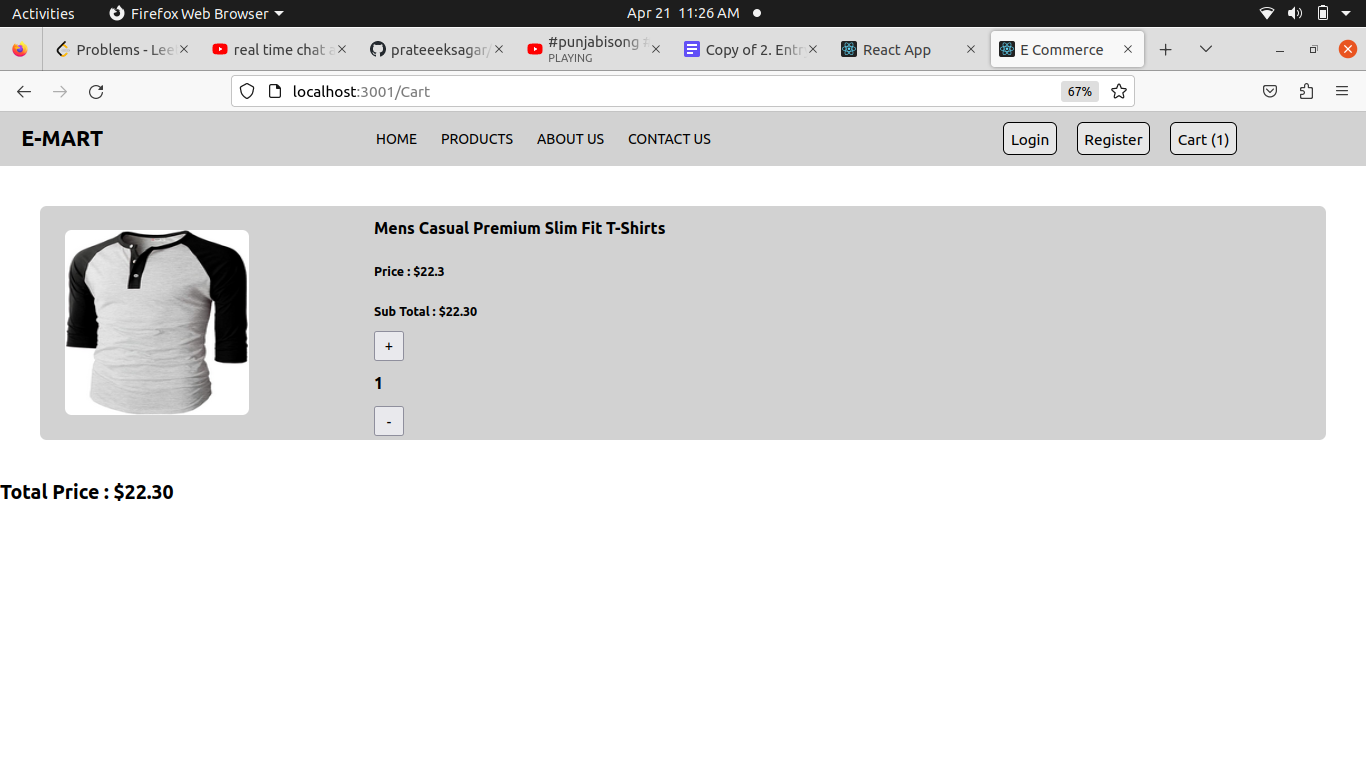 Activities Firefox Web Browser Apr 21 11:26 AM
Problems - Lee real time chat a prateeeksagar/ #punjabisong Copy of 2. Entr React App E Commerce
PLAYING
localhost:3001/Cart 67%
E-MART HOME PRODUCTS ABOUT US CONTACT US Login Register Cart (1)
Mens Casual Premium Slim Fit T-Shirts
Price : $22.3
Sub Total : $22.30
+
1
-
Total Price : $22.30